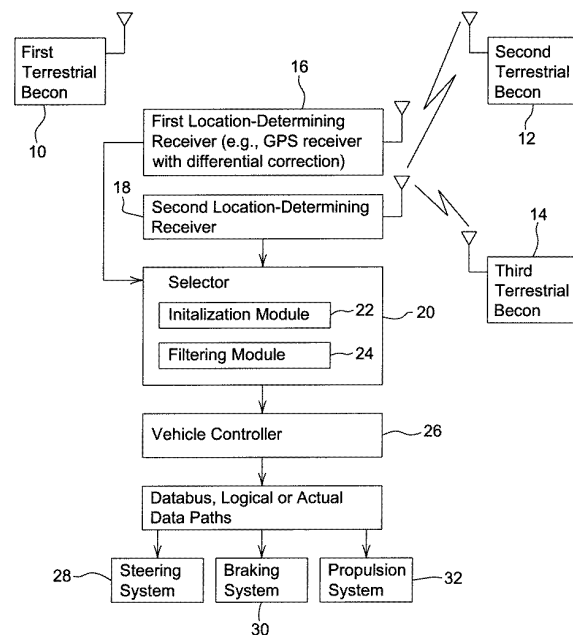 First
Terrestrial
Becon
10
16
Second
Terrestrial
Becon
12
First Location-Determining
Receiver (e.g., GPS receiver
with differential correction)
18
Second Location-Determining
Receiver
14
Third
Terrestrial
Becon
Selector
Initalization Module
22
20
Filtering Module
24
Vehicle Controller
26
Databus, Logical or Actual
Data Paths
28
Steering
System
Braking
System
30
Propulsion
System
32